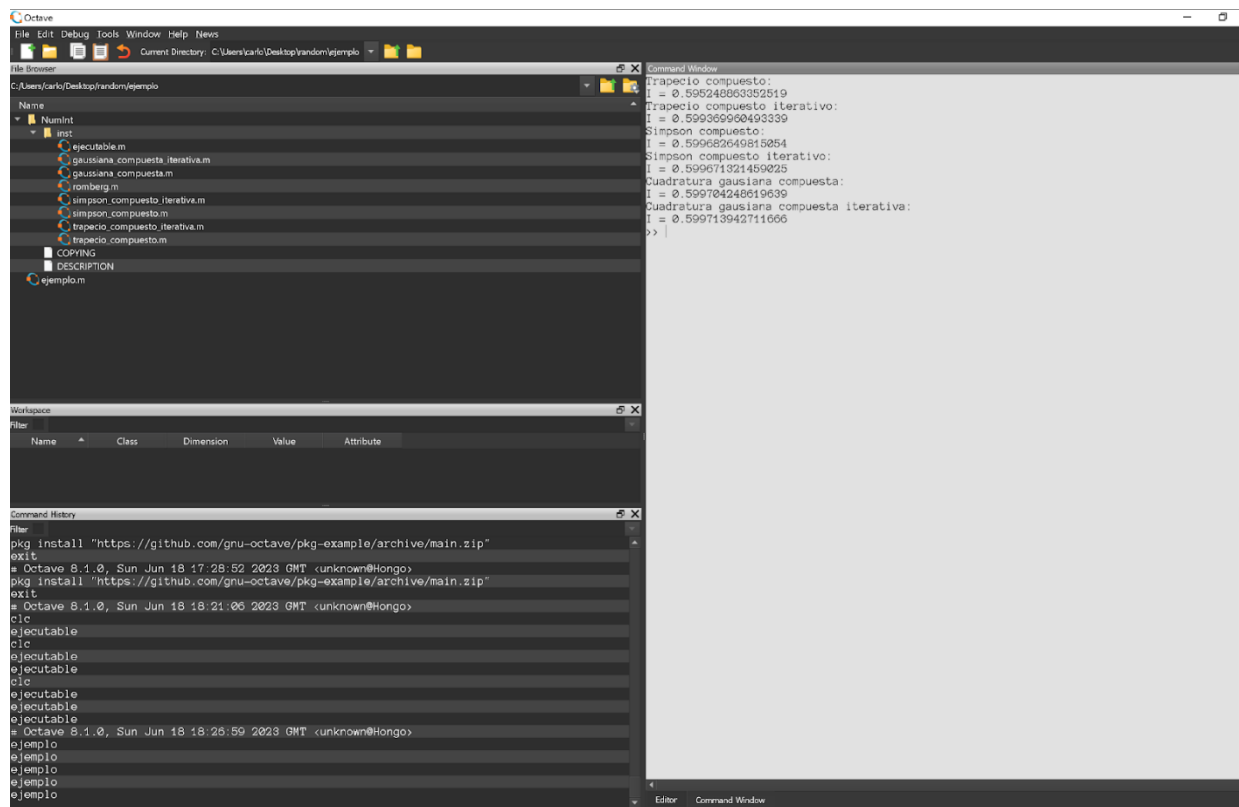 Octave
File Edit Debug Tools Window Help News
Current Directory: C:\Users\carlo\Desktop\random\ejemplo
File Browser
C:/Users/carlo/Desktop/random/ejemplo
Name
NumInt
inst
ejecutable.m
gaussiana_compuesta_iterativa.m
gaussiana_compuesta.m
romberg.m
simpson_compuesto_iterativa.m
simpson_compuesto.m
trapecio_compuesto_iterativa.m
trapecio_compuesto.m
COPYING
DESCRIPTION
ejemplo.m
Workspace
Filter
Name Class Dimension Value Attribute
Command History
Filter
pkg install "https://github.com/gnu-octave/pkg-example/archive/main.zip"
exit
# Octave 8.1.0, Sun Jun 18 17:28:52 2023 GMT <unknown@Hongo>
pkg install "https://github.com/gnu-octave/pkg-example/archive/main.zip"
exit
# Octave 8.1.0, Sun Jun 18 18:21:06 2023 GMT <unknown@Hongo>
clc
ejecutable
clc
ejecutable
ejecutable
clc
ejecutable
ejecutable
ejecutable
# Octave 8.1.0, Sun Jun 18 18:26:59 2023 GMT <unknown@Hongo>
ejemplo
ejemplo
ejemplo
ejemplo
ejemplo
Command Window
Trapecio compuesto:
I = 0.595248863352519
Trapecio compuesto iterativo:
I = 0.599369960493339
Simpson compuesto:
I = 0.599682649815054
Simpson compuesto iterativo:
I = 0.599671321459025
Cuadratura gausiana compuesta:
I = 0.599704248619639
Cuadratura gausiana compuesta iterativa:
I = 0.599713942711666
>>
Editor Command Window